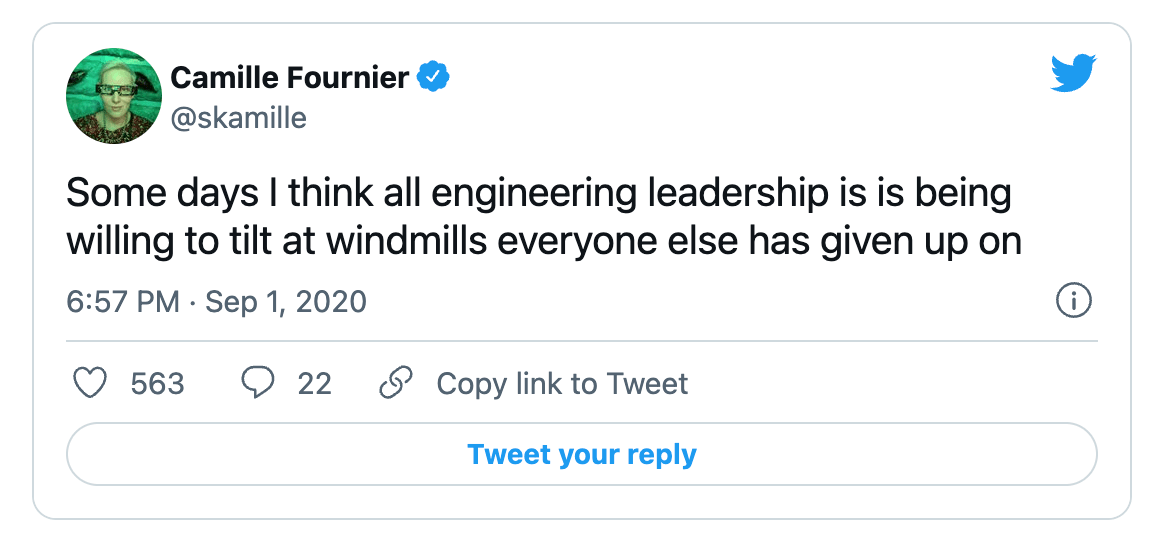 Camille Fournier
@skamille
Some days I think all engineering leadership is is being
willing to tilt at windmills everyone else has given up on
6:57 PM · Sep 1, 2020
563 22 Copy link to Tweet
Tweet your reply